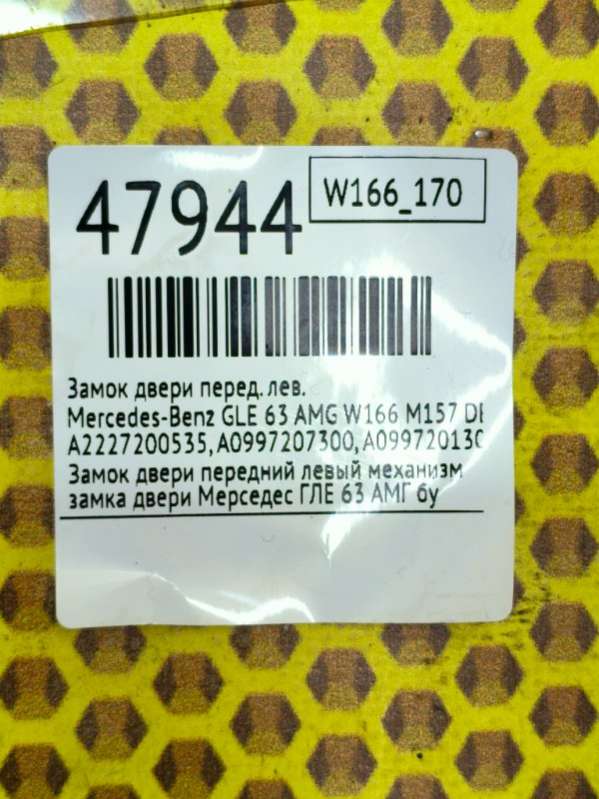 47944
W166_170
Замок двери перед. лев.
Mercedes-Benz GLE 63 AMG W166 M157
A2227200535, A0997207300, A099720130
Замок двери передний левый механизм
замка двери Мерседес ГЛЕ 63 АМГ бу